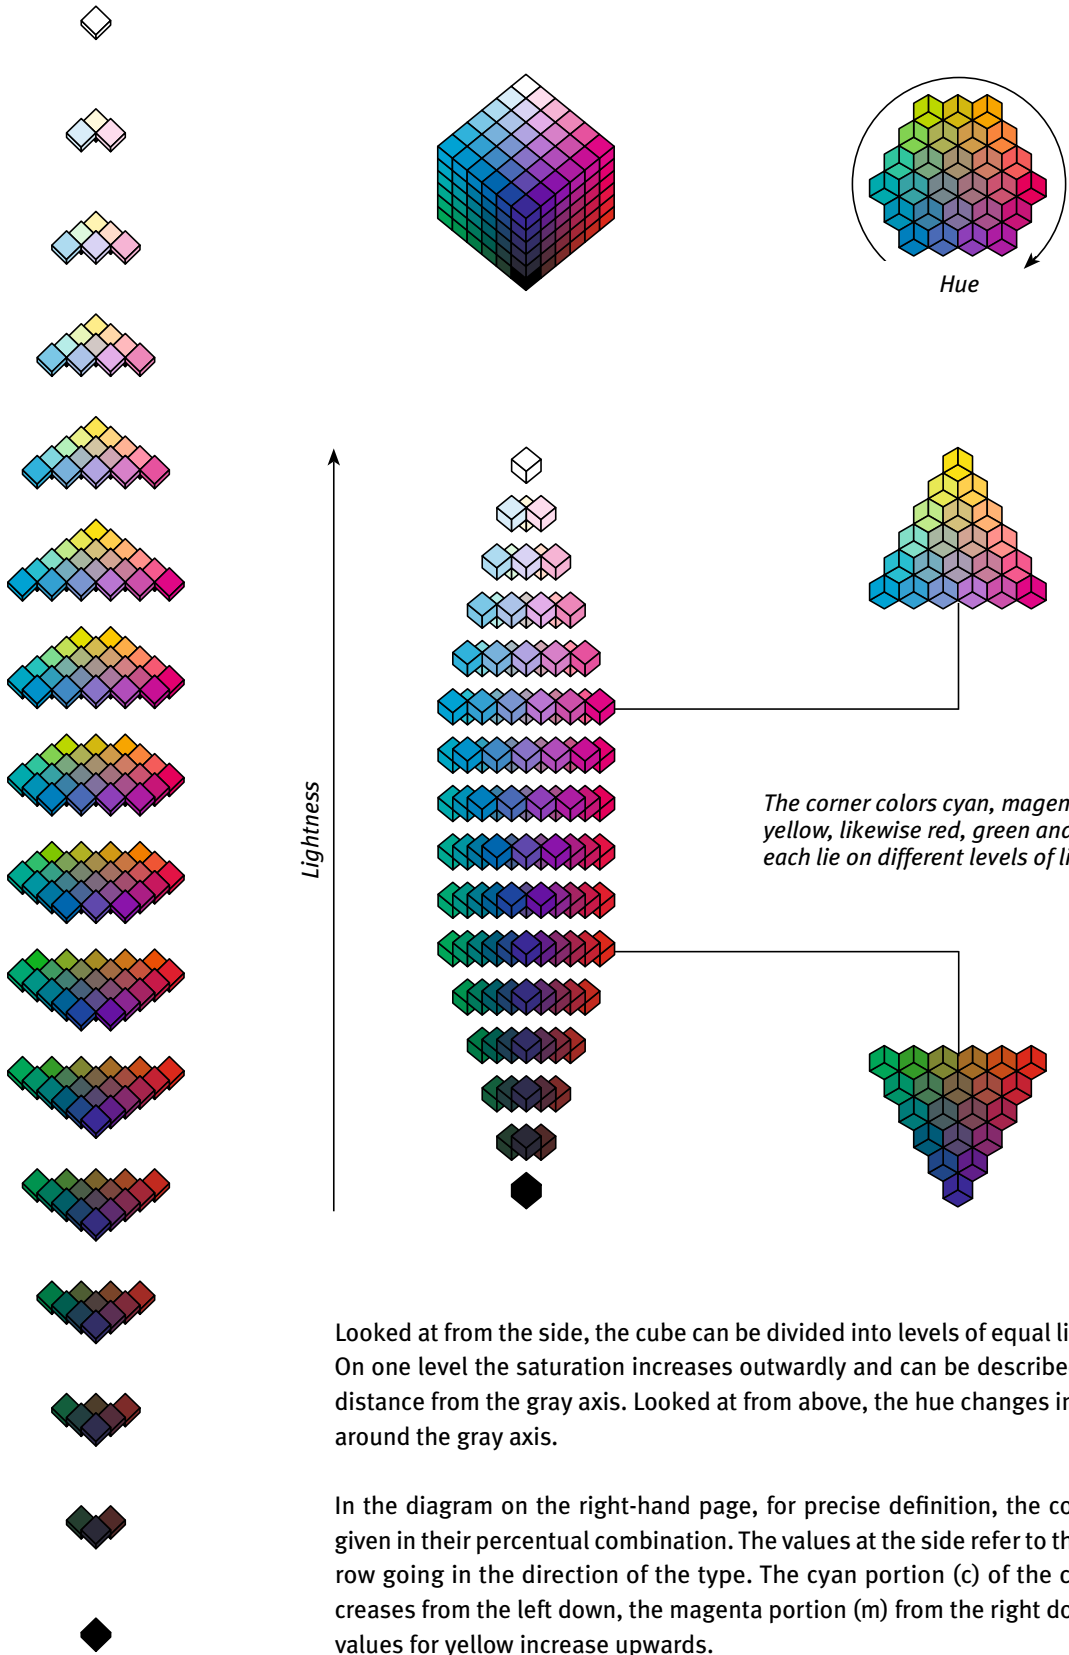 Hue
Lightness
The corner colors cyan, magen
yellow, likewise red, green and
each lie on different levels of li
Looked at from the side, the cube can be divided into levels of equal li
On one level the saturation increases outwardly and can be describe
distance from the gray axis. Looked at from above, the hue changes in
around the gray axis.
In the diagram on the right-hand page, for precise definition, the co
given in their percentual combination. The values at the side refer to th
row going in the direction of the type. The cyan portion (c) of the c
creases from the left down, the magenta portion (m) from the right do
values for yellow increase upwards.